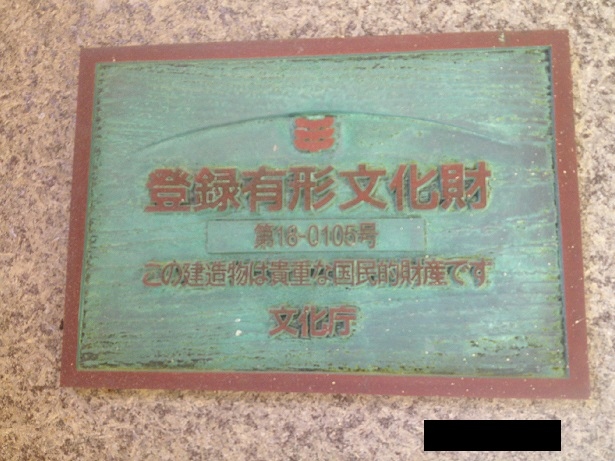 登録有形文化財
第16-0105号
この建造物は貴重な国民的財産です
文化庁